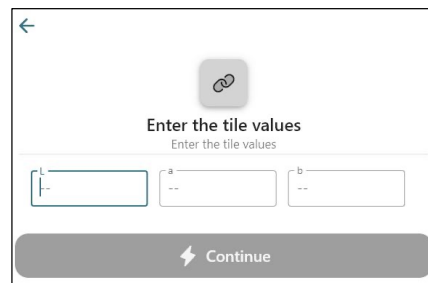 Enter the tile values
Enter the tile values
L a b
-- -- --
Continue